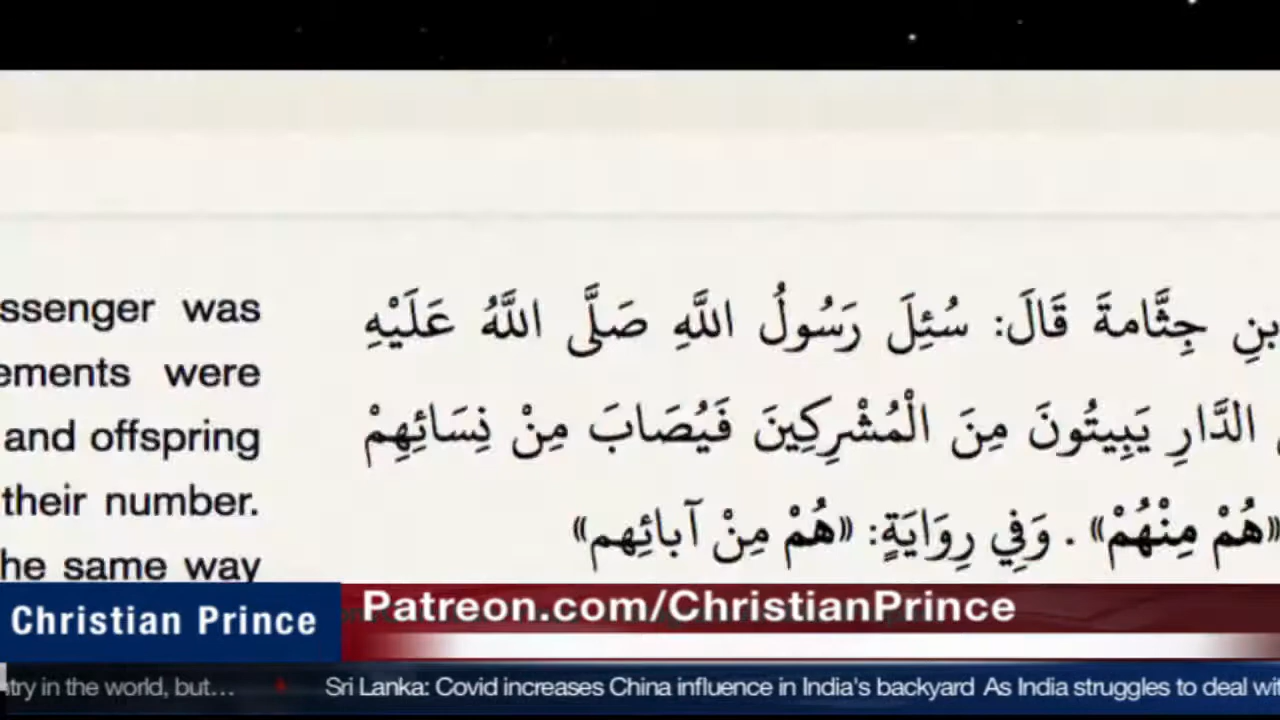 ssenger was
ements were
and offspring
their number.
he same way
بنِ جِثَّامةَ قَالَ: سُئِلَ رَسُولُ اللَّهِ صَلَّى اللَّهُ عَلَيْهِ
الدَّارِ يَبِيتُونَ مِنَ الْمُشْرِكِينَ فَيُصَابَ مِنْ نِسَائِهِمْ
«هُمْ مِنْهُمْ» . وَفِي رِوَايَةٍ: «هُمْ مِنْ آبائِهم»
Christian Prince
Patreon.com/ChristianPrince
ntry in the world, but… Sri Lanka: Covid increases China influence in India's backyard As India struggles to deal wit